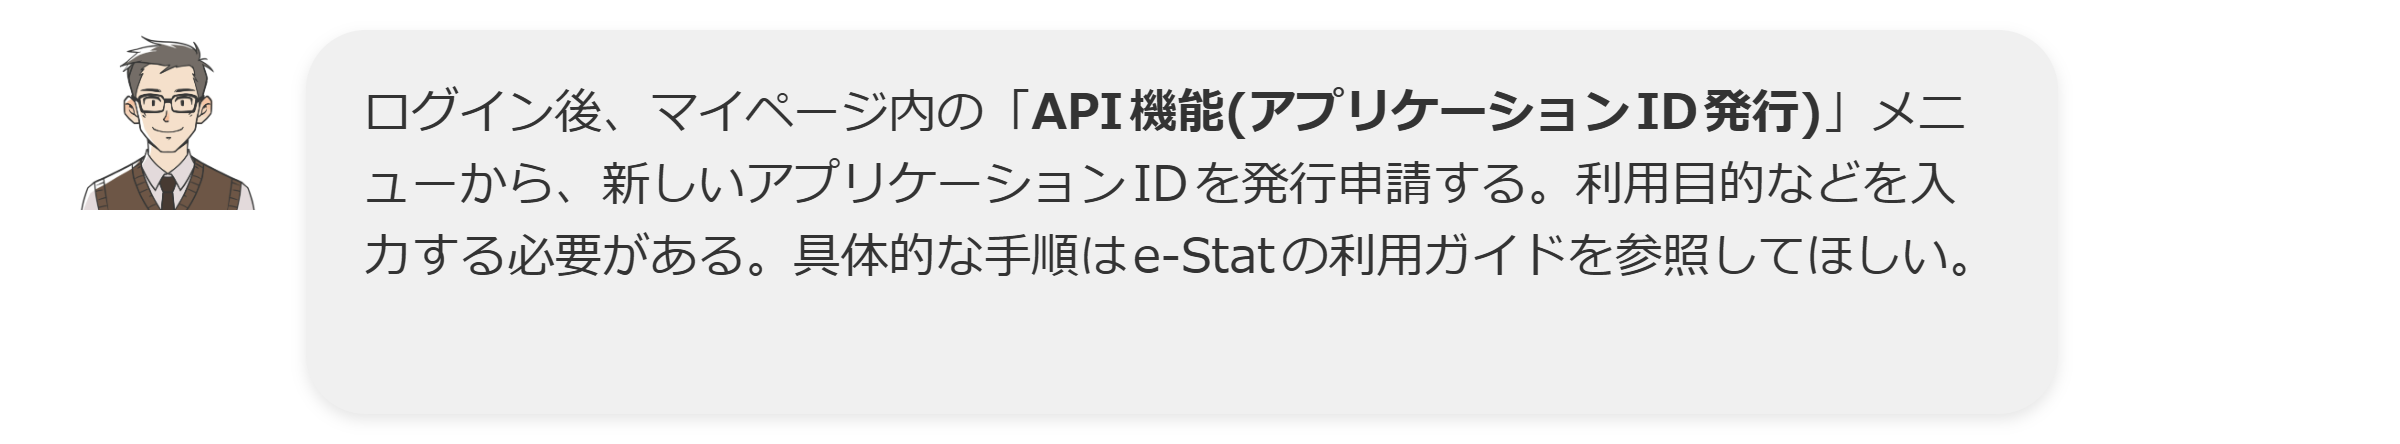 ログイン後、マイページ内の「API機能(アプリケーションID発行)」メニ
ューから、新しいアプリケーションIDを発行申請する。利用目的などを入
力する必要がある。具体的な手順はe-Statの利用ガイドを参照してほしい。